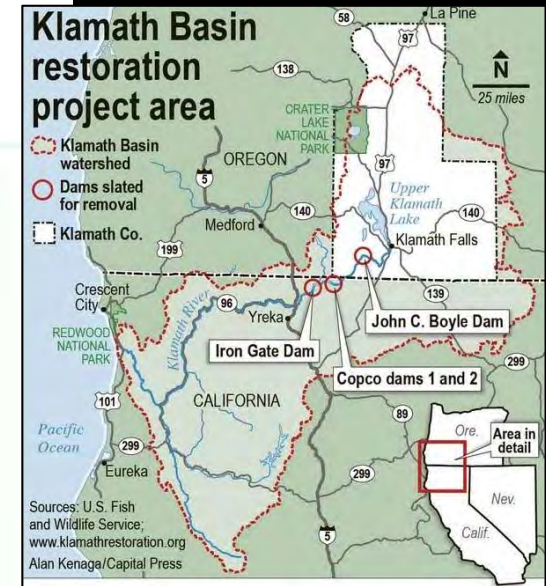 Klamath Basin
restoration
project area
Klamath Basin
watershed
Dams slated
for removal
Klamath Co.
N
25 miles
58
La Pine
97
138
CRATER
LAKE
NATIONAL
PARK
OREGON
5
97
Upper
Klamath
Lake
140
140
Medford
Klamath Falls
199
Crescent
City
Klamath River
96
Yreka
139
John C. Boyle Dam
Iron Gate Dam
Copco dams 1 and 2
REDWOOD
NATIONAL
PARK
CALIFORNIA
299
101
89
Pacific
Ocean
299
Eureka
299
5
Ore.
Area in
detail
Nev.
Calif.
Sources: U.S. Fish
and Wildlife Service;
www.klamathrestoration.org
Alan Kenaga/Capital Press